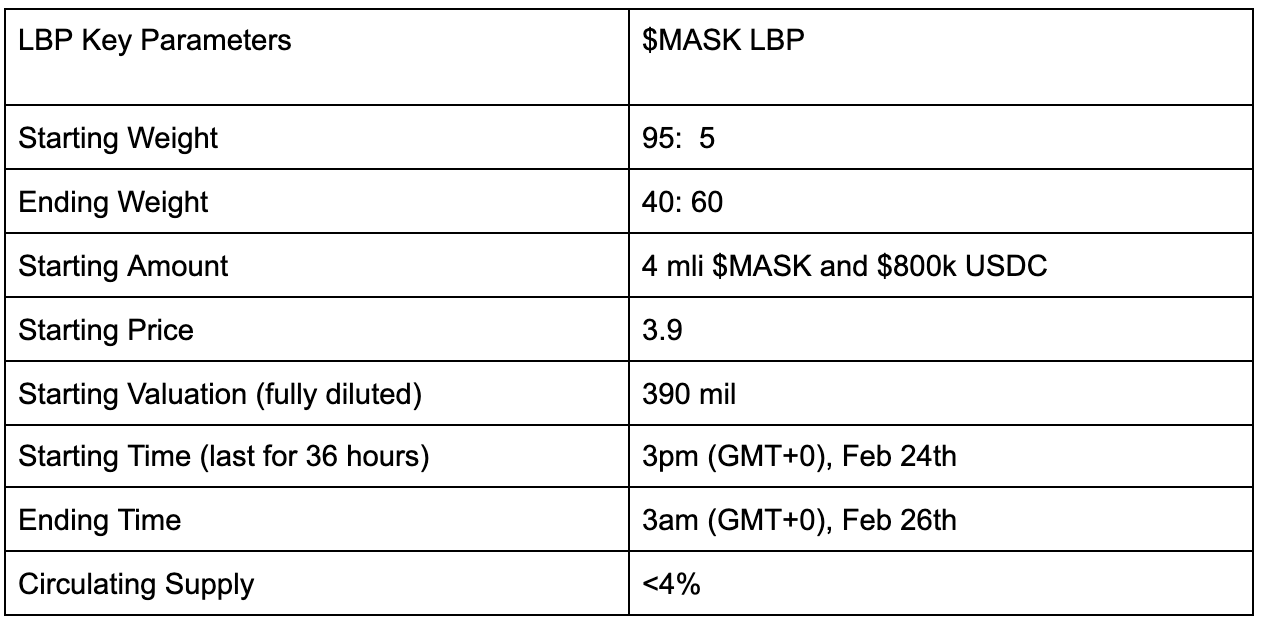 LBP Key Parameters $MASK LBP
Starting Weight 95:  5
Ending Weight 40: 60
Starting Amount 4 mli $MASK and $800k USDC
Starting Price 3.9
Starting Valuation (fully diluted) 390 mil
Starting Time (last for 36 hours) 3pm (GMT+0), Feb 24th
Ending Time 3am (GMT+0), Feb 26th
Circulating Supply <4%